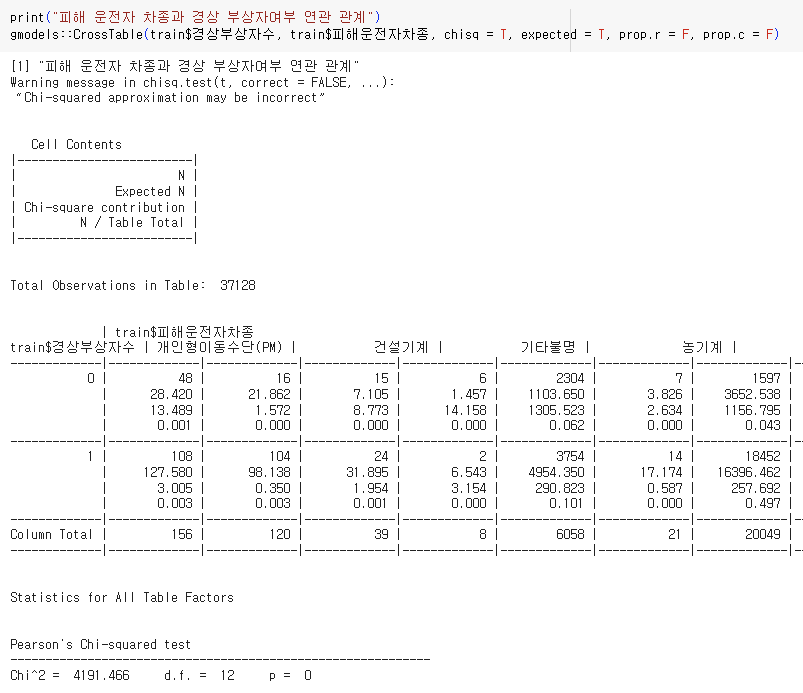 print("피해 운전자 차종과 경상 부상자여부 연관 관계")
gmodels::CrossTable(train$경상부상자수, train$피해운전자차종, chisq = T, expected = T, prop.r = F, prop.c = F)
[1] "피해 운전자 차종과 경상 부상자여부 연관 관계"
Warning message in chisq.test(t, correct = FALSE, ...):
“Chi-squared approximation may be incorrect”
Cell Contents
|-------------------------|
| N |
| Expected N |
| Chi-square contribution |
| N / Table Total |
|-------------------------|
Total Observations in Table: 37128
| train$피해운전자차종
train$경상부상자수 | 개인형이동수단(PM) | 건설기계 | 기타불명 | 농기계 |
-------------|-------------|-------------|-------------|-------------|-------------|-------------|-------------|-
0 | 48 | 16 | 15 | 6 | 2304 | 7 | 1597 |
| 28.420 | 21.862 | 7.105 | 1.457 | 1103.650 | 3.826 | 3652.538 |
| 13.489 | 1.572 | 8.773 | 14.158 | 1305.523 | 2.634 | 1156.795 |
| 0.001 | 0.000 | 0.000 | 0.000 | 0.062 | 0.000 | 0.043 |
-------------|-------------|-------------|-------------|-------------|-------------|-------------|-------------|-
1 | 108 | 104 | 24 | 2 | 3754 | 14 | 18452 |
| 127.580 | 98.138 | 31.895 | 6.543 | 4954.350 | 17.174 | 16396.462 |
| 3.005 | 0.350 | 1.954 | 3.154 | 290.823 | 0.587 | 257.692 |
| 0.003 | 0.003 | 0.001 | 0.000 | 0.101 | 0.000 | 0.497 |
-------------|-------------|-------------|-------------|-------------|-------------|-------------|-------------|-
Column Total | 156 | 120 | 39 | 8 | 6058 | 21 | 20049 |
-------------|-------------|-------------|-------------|-------------|-------------|-------------|-------------|-
Statistics for All Table Factors
Pearson's Chi-squared test
------------------------------------------------------------
Chi^2 = 4191.466 d.f. = 12 p = 0